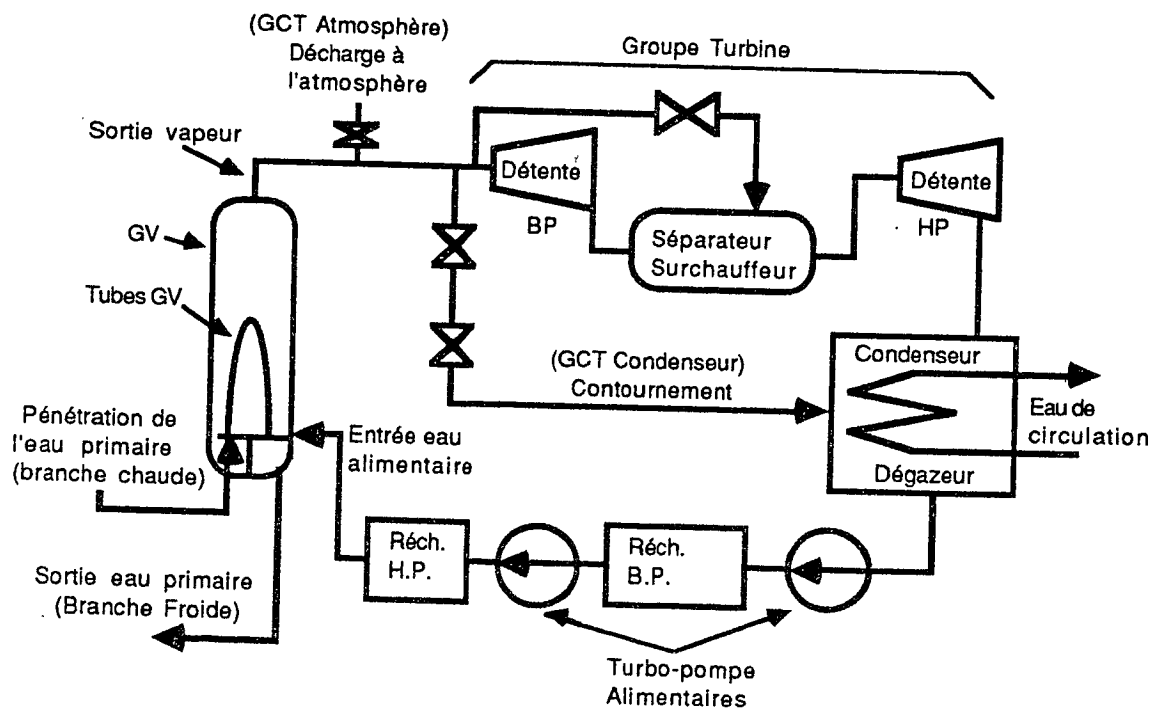 (GCT Atmosphère)
Décharge à
l'atmosphère
Groupe Turbine
Sortie vapeur
Détente
BP
Détente
HP
GV
Séparateur
Surchauffeur
Tubes GV
(GCT Condenseur)
Contournement
Condenseur
Eau de
circulation
Dégazeur
Pénétration de
l'eau primaire
(branche chaude)
Entrée eau
alimentaire
Réch.
H.P.
Réch.
B.P.
Sortie eau primaire
(Branche Froide)
Turbo-pompe
Alimentaires